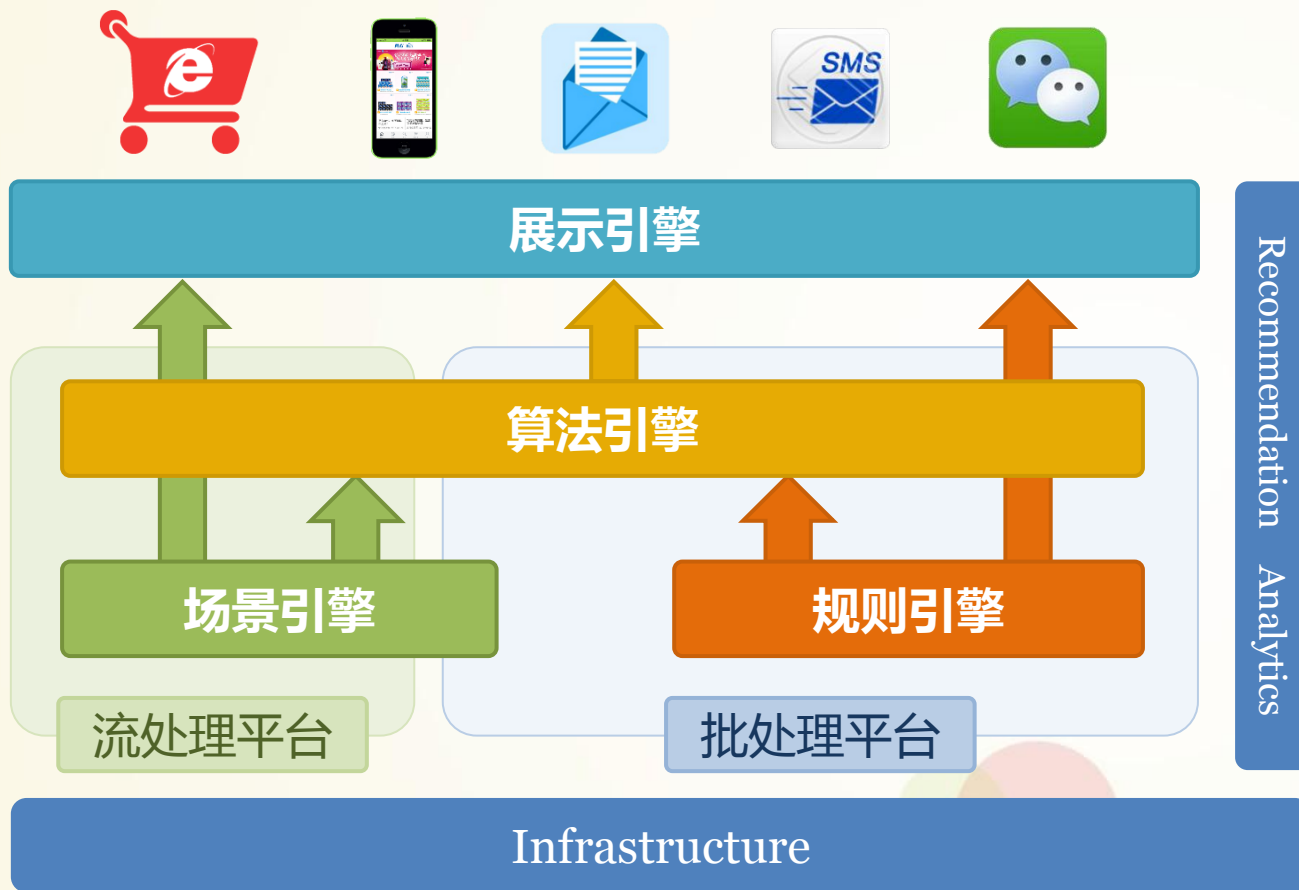 SMS
展示引擎
算法引擎
场景引擎
规则引擎
流处理平台
批处理平台
Recommendation Analytics
Infrastructure